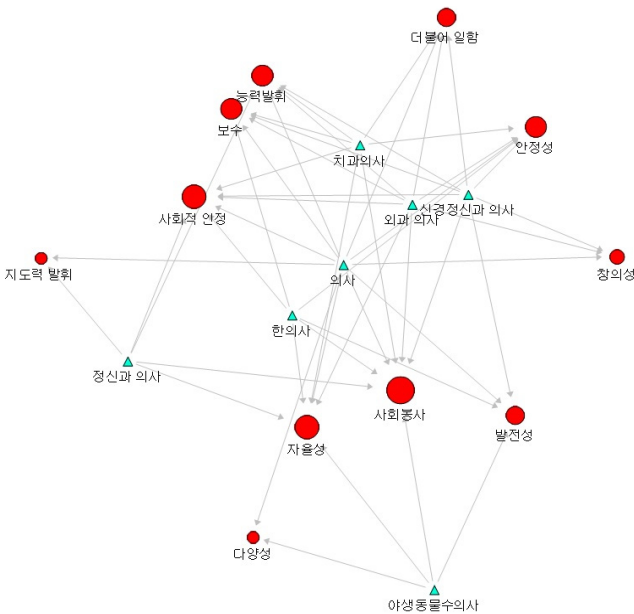 더불어 일함
능력발휘
보수
안정성
치과의사
신경정신과 의사
외과 의사
사회적 안정
지도력 발휘
의사
창의성
한의사
정신과 의사
사회봉사
발전성
자율성
다양성
야생동물수의사